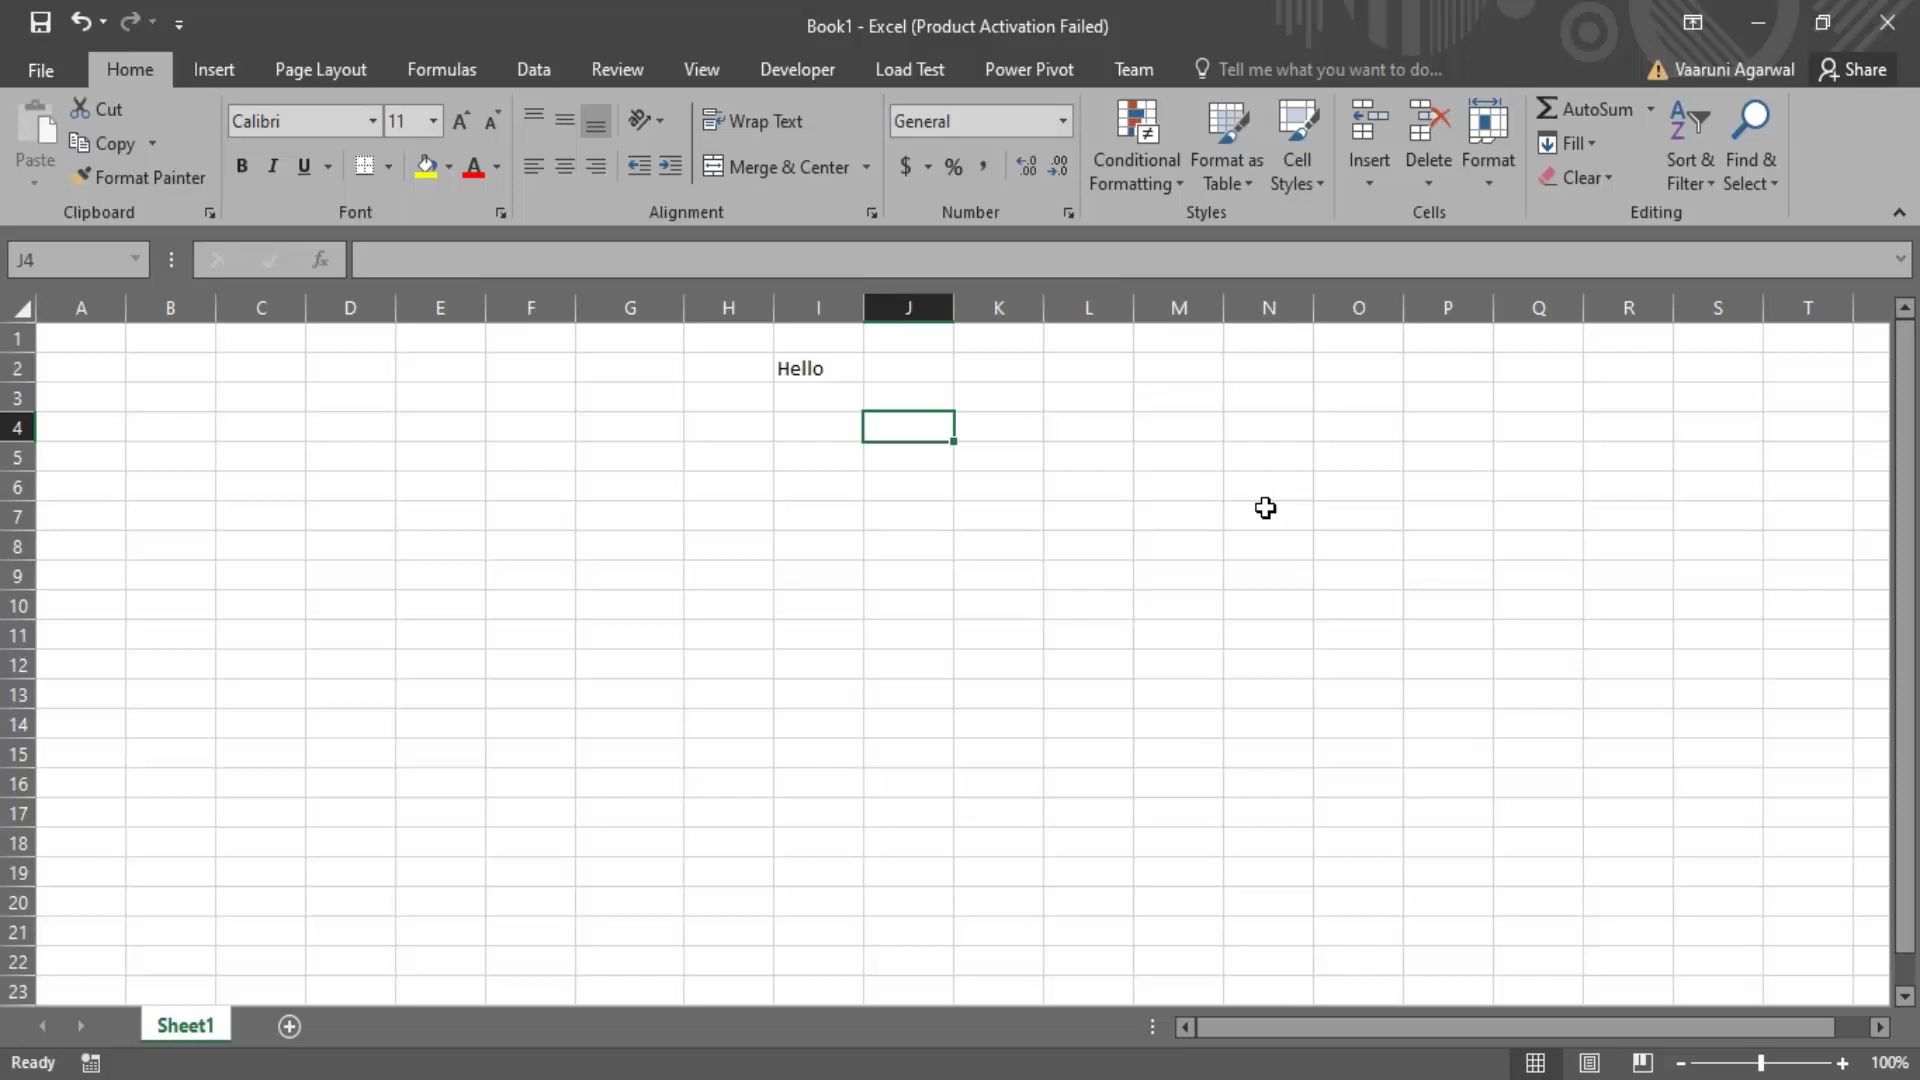 Book1 - Excel (Product Activation Failed)
File Home Insert Page Layout Formulas Data Review View Developer Load Test Power Pivot Team Tell me what you want to do... Vaaruni Agarwal Share
Paste
Cut
Copy
Format Painter
Clipboard
Calibri 11
B I U A
Font
Wrap Text
Merge & Center
Alignment
General
$ % , .00 .00
Number
Conditional Formatting
Format as Table
Cell Styles
Styles
Insert Delete Format
Cells
AutoSum
Fill
Clear
Sort & Filter
Find & Select
Editing
J4 fx
A B C D E F G H I J K L M N O P Q R S T
1
2 Hello
3
4
5
6
7
8
9
10
11
12
13
14
15
16
17
18
19
20
21
22
23
Sheet1
Ready 100%